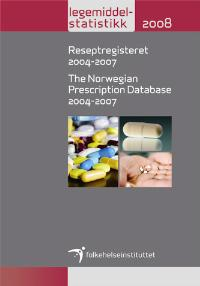 legemiddel-
statistikk 2008
Reseptregisteret
2004-2007
The Norwegian
Prescription Database
2004-2007
folkehelseinstituttet